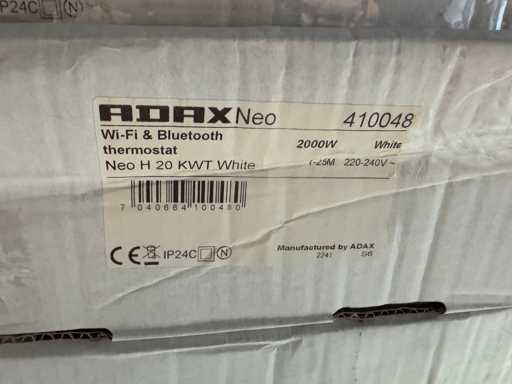 IP24C N
ADAX Neo 410048
Wi-Fi & Bluetooth thermostat 2000W White
Neo H 20 KWT White 220-240V ~
7 040664 100480
CE IP24C N Manufactured by ADAX
2241 S6